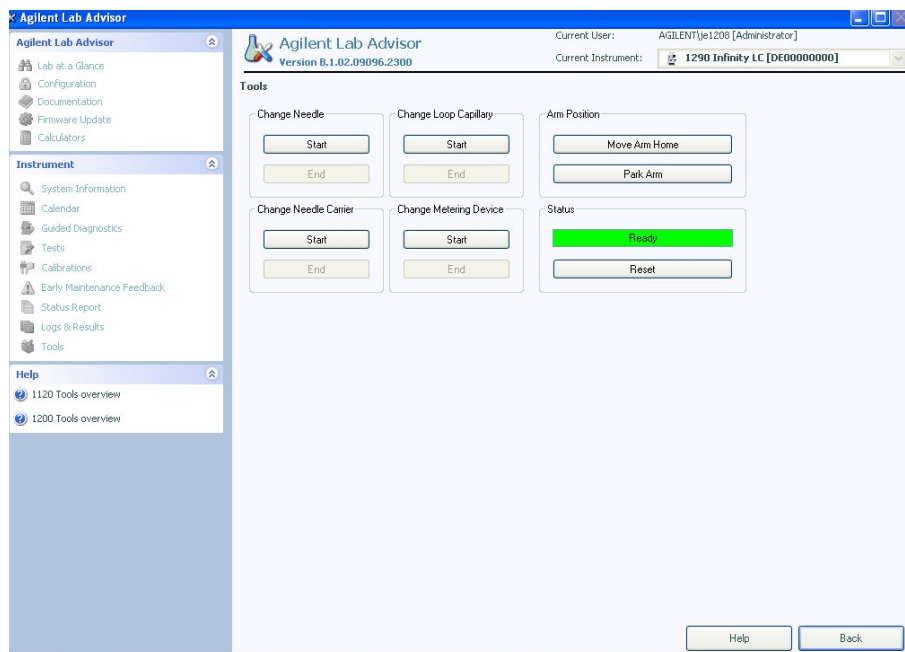 Agilent Lab Advisor
Agilent Lab Advisor
Lab at a Glance
Configuration
Documentation
Firmware Update
Calculators
Instrument
System Information
Calendar
Guided Diagnostics
Tests
Calibrations
Early Maintenance Feedback
Status Report
Logs & Results
Tools
Help
1120 Tools overview
1200 Tools overview
Agilent Lab Advisor
Version B.1.02.09096.2300
Current User: AGILENT\je1208 [Administrator]
Current Instrument: 1290 Infinity LC [DE00000000]
Tools
Change Needle
Start
End
Change Loop Capillary
Start
End
Arm Position
Move Arm Home
Park Arm
Change Needle Carrier
Start
End
Change Metering Device
Start
End
Status
Ready
Reset
Help
Back